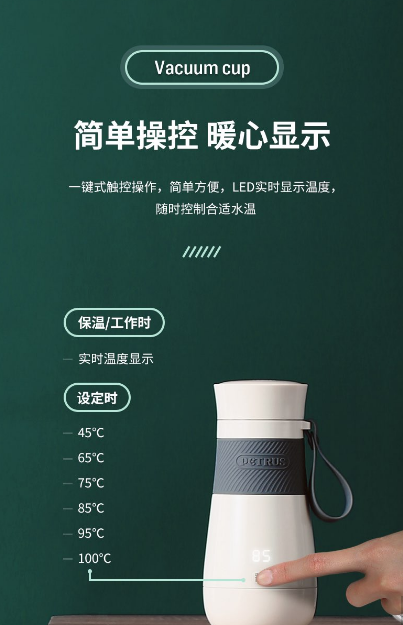 Vacuum cup
简单操控 暖心显示
一键式触控操作，简单方便，LED实时显示温度，
随时控制合适水温
保温/工作时
实时温度显示
设定时
45℃
65℃
75℃
85℃
95℃
100℃
PETRUS
85